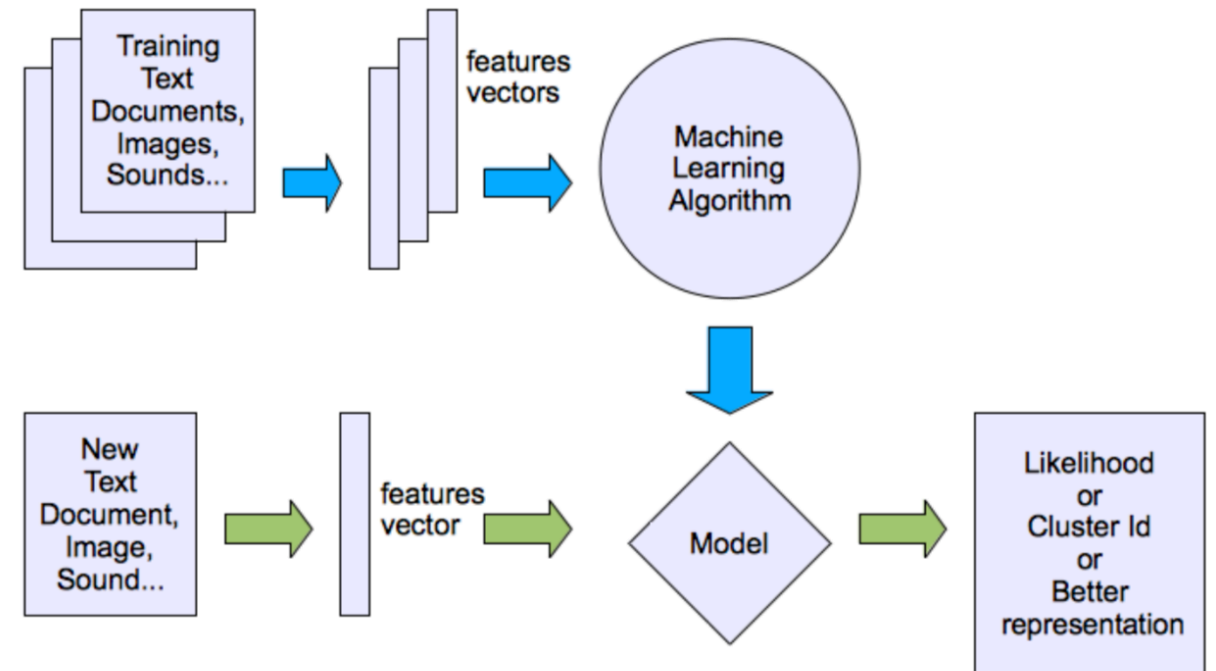 Training
Text
Documents,
Images,
Sounds...
features
vectors
Machine
Learning
Algorithm
New
Text
Document,
Image,
Sound...
features
vector
Model
Likelihood
or
Cluster Id
or
Better
representation